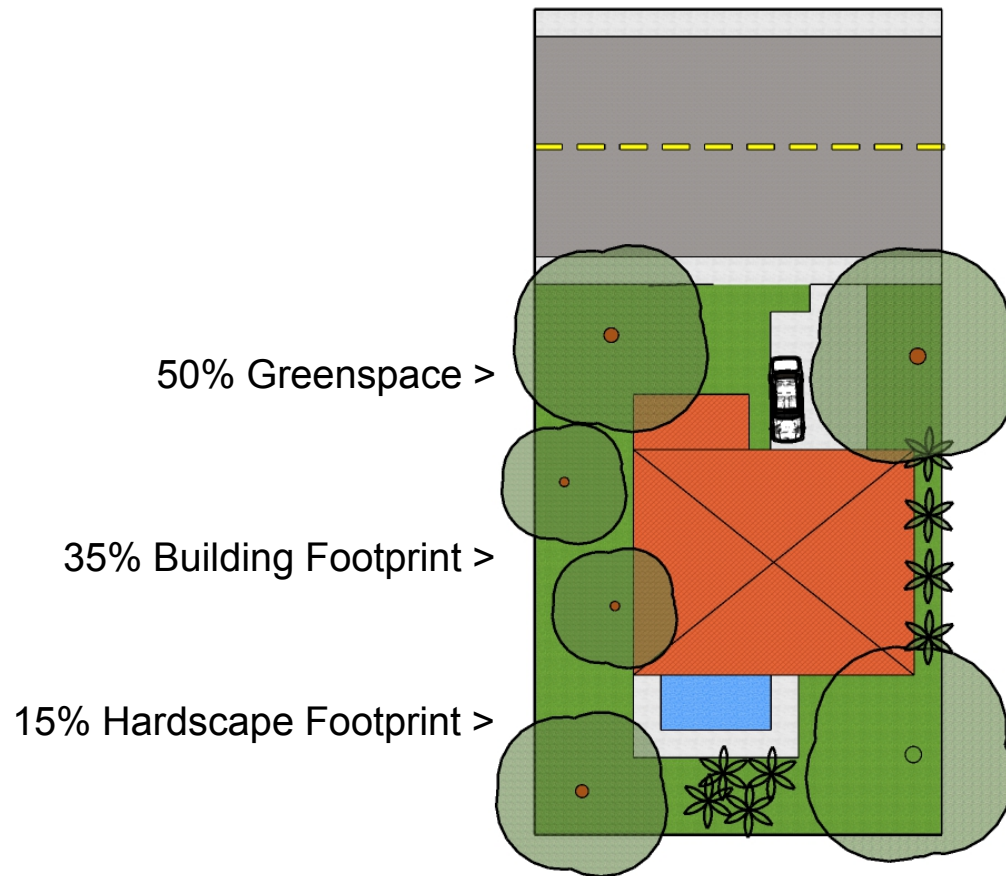 50% Greenspace >
35% Building Footprint >
15% Hardscape Footprint >